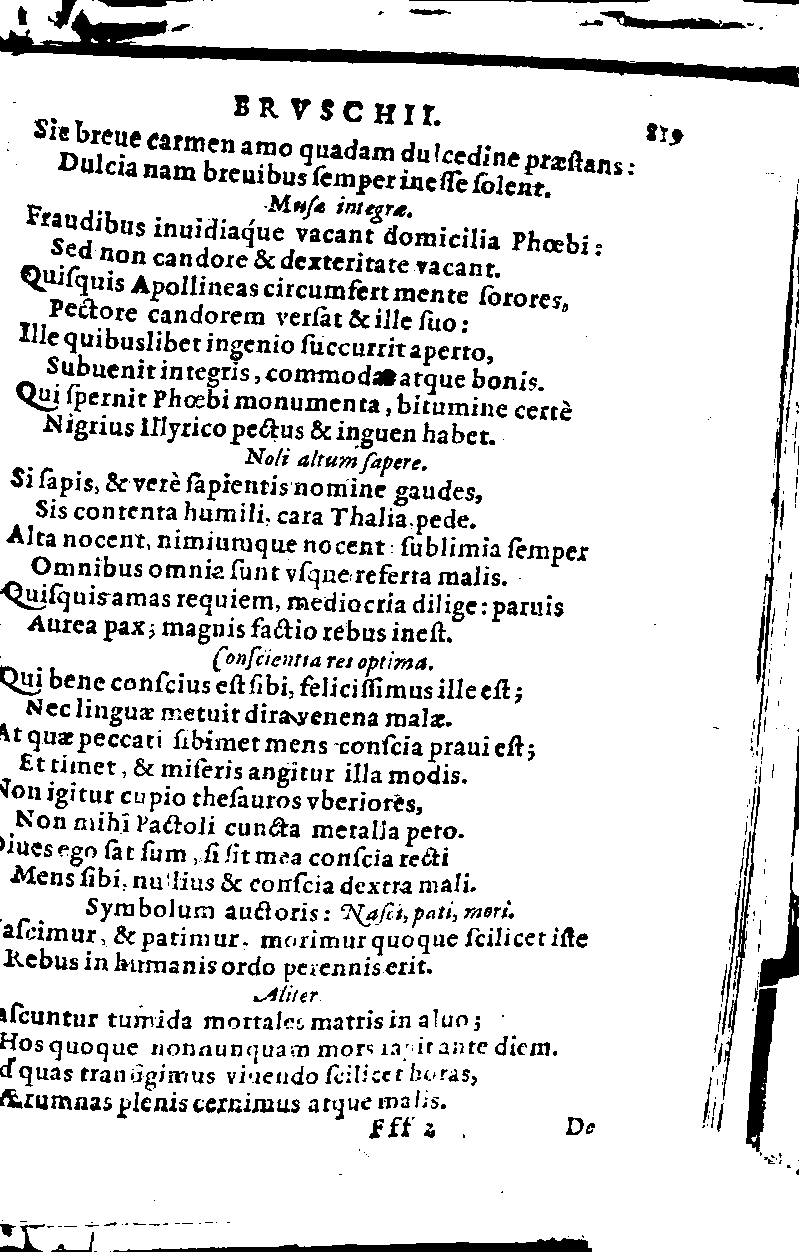 BRVSCHII. 819
Sic breue carmen amo quadam dulcedine præſtans:
Dulcia nam breuibus ſemper ineſſe ſolent.
Muſæ integræ.
Fraudibus inuidiaq́ue vacant domicilia Phœbi:
Sed non candore & dexteritate vacant.
Quiſquis Apollineas circumfert mente ſorores,
Pectore candorem verſat & ille ſuo:
Ille quibuslibet ingenio ſuccurrit aperto,
Subuenit integris, commodat atque bonis.
Qui ſpernit Phœbi monumenta, bitumine certè
Nigrius Illyrico pectus & inguen habet.
Noli altum ſapere.
Si ſapis, & verè ſapientis nomine gaudes,
Sis contenta humili, cara Thalia, pede.
Alta nocent, nimiumque nocent: ſublimia ſemper
Omnibus omnia ſunt vſque referta malis.
Quiſquis amas requiem, mediocria dilige: paruis
Aurea pax; magnis factio rebus ineſt.
Conſcientia res optima.
Qui bene conſcius eſt ſibi, feliciſſimus ille eſt;
Nec linguæ metuit dira venena malæ.
At quæ peccati ſibimet mens conſcia praui eſt;
Et timet, & miſeris angitur illa modis.
Non igitur cupio theſauros vberiores,
Non mihi Pactoli cuncta metalla peto.
Diues ego ſat ſum, ſi ſit mea conſcia recti
Mens ſibi, nullius & conſcia dextra mali.
Symbolum auctoris: Naſci, pati, mori.
aſcimur, & patimur, morimur quoque ſcilicet iſte
Rebus in humanis ordo perennis erit.
Aliter
aſcuntur tumida mortales matris in aluo;
Hos quoque nonnunquam mors rapit ante diem.
d quas tranſigimus viuendo ſcilicet horas,
Ærumnas plenis cernimus atque malis.
Fff 2 De